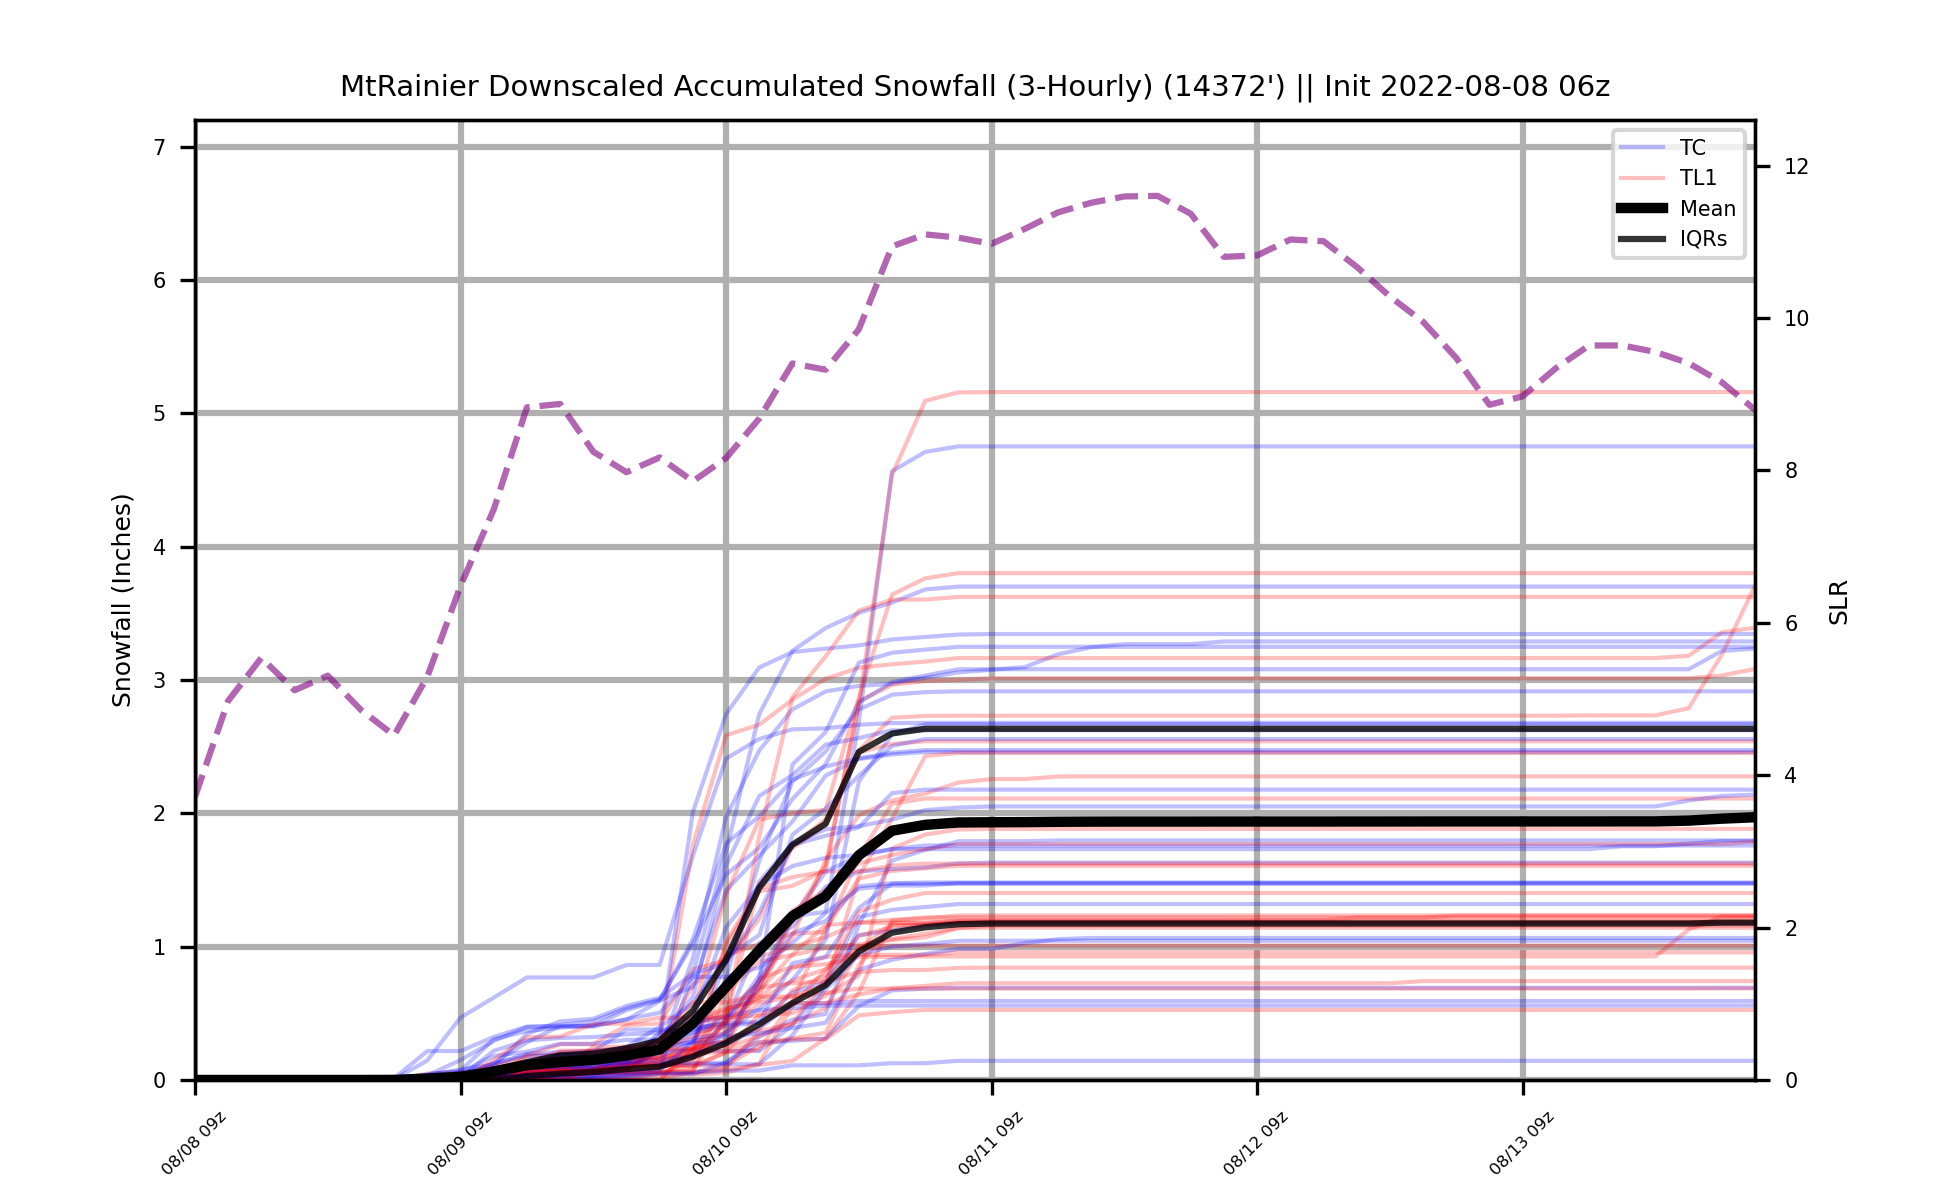 MtRainier Downscaled Accumulated Snowfall (3-Hourly) (14372') || Init 2022-08-08 06z
TC
TL1
Mean
IQRs
Snowfall (Inches)
7
6
5
4
3
2
1
0
SLR
12
10
8
6
4
2
0
08/08 09z
08/09 09z
08/10 09z
08/11 09z
08/12 09z
08/13 09z